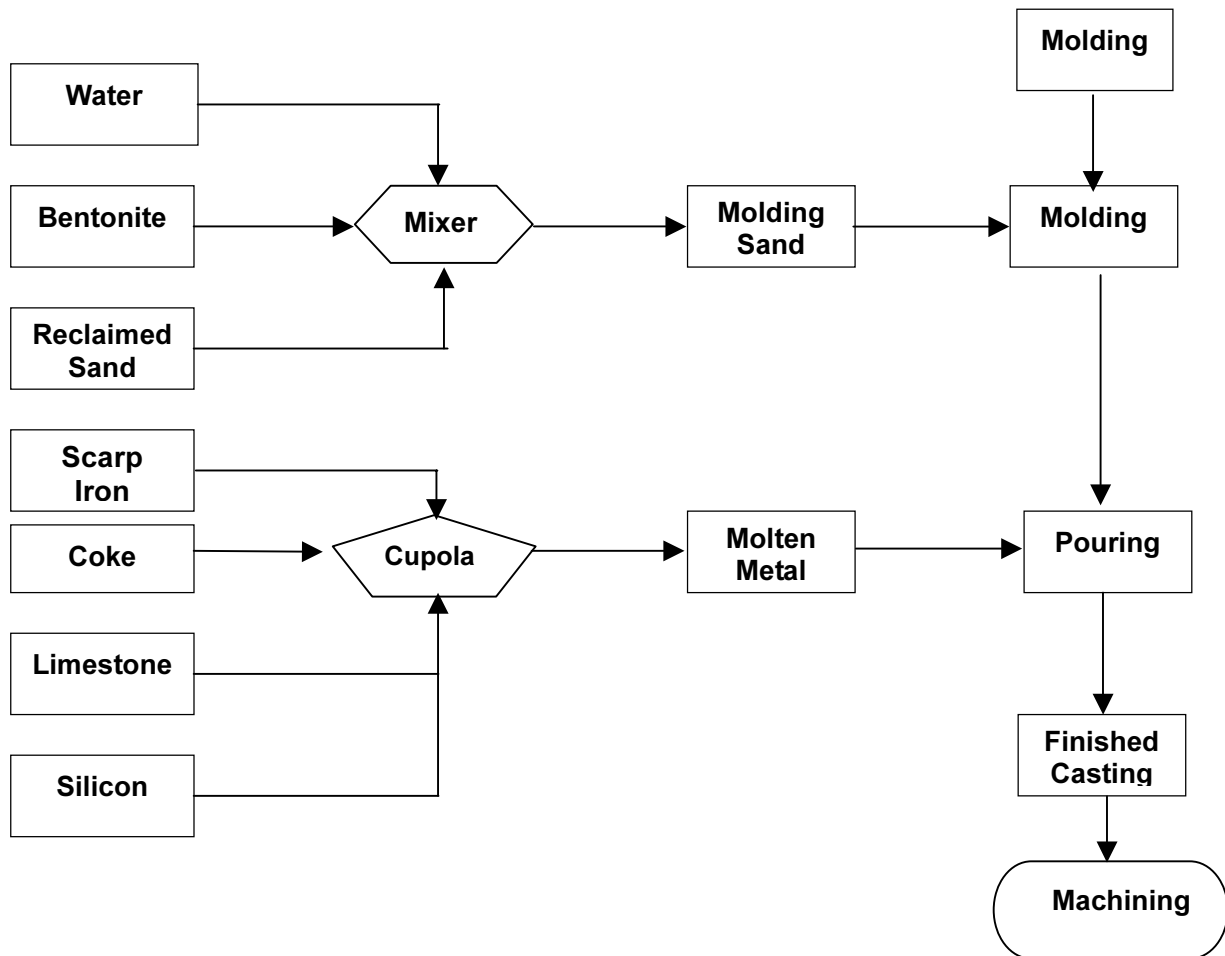 Molding
Water
Bentonite
Mixer
Molding
Sand
Molding
Reclaimed
Sand
Scarp
Iron
Coke
Cupola
Molten
Metal
Pouring
Limestone
Finished
Casting
Silicon
Machining